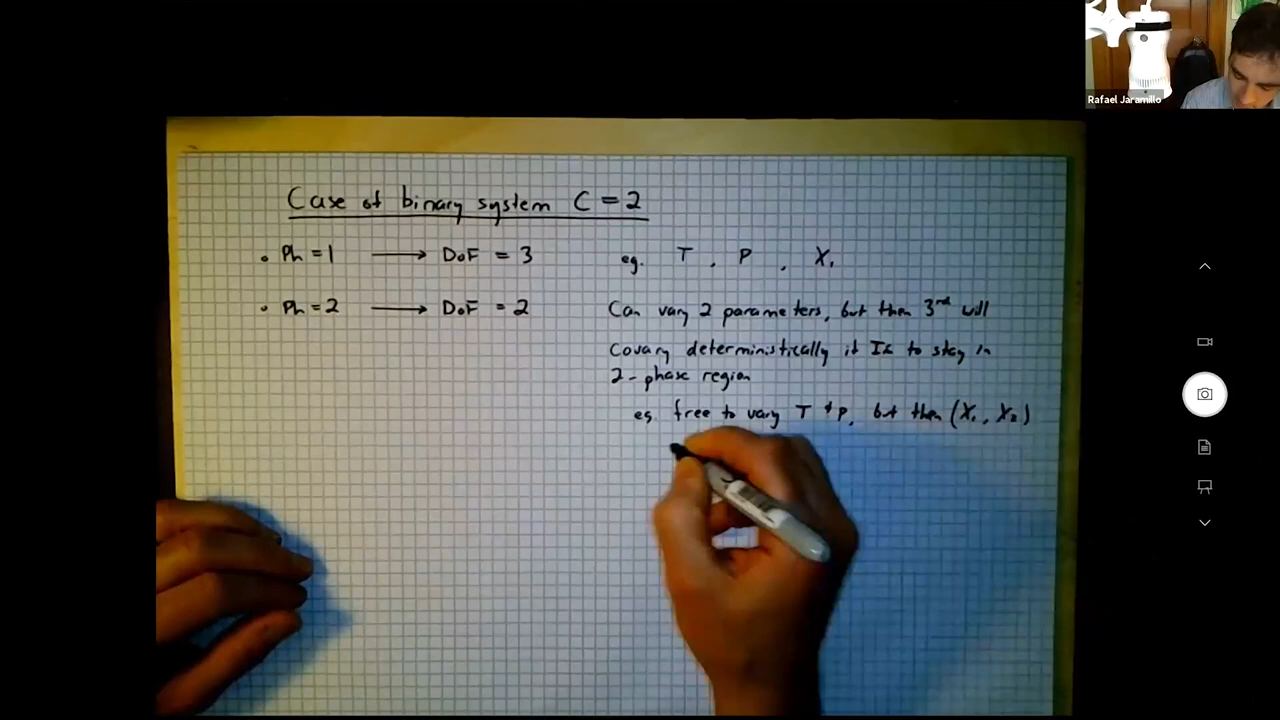 Rafael Jaramillo
Case of binary system C = 2
• Ph = 1 ⟶ DoF = 3 eg. T , P , X₁
• Ph = 2 ⟶ DoF = 2 Can vary 2 parameters, but then 3rd will
Covary deterministically if is to stay in
2-phase region
eg. free to vary T & P, but then (X₁, X₂)